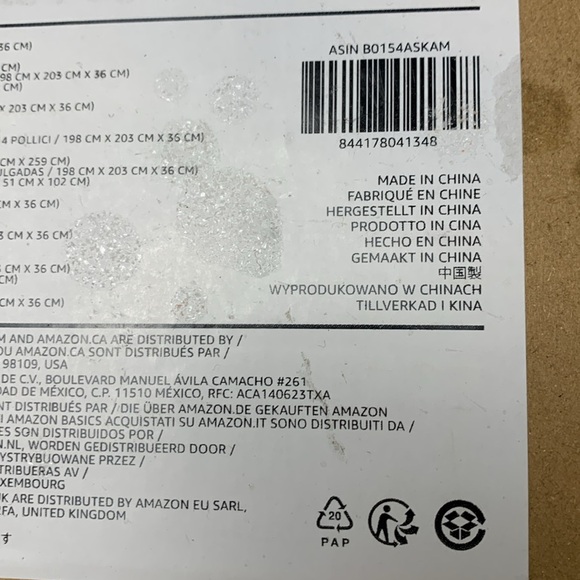 36 CM)
CM)
198 CM X 203 CM X 36 CM)
CM)
X 203 CM X 36 CM)
4 POLLICI / 198 CM X 203 CM X 36 CM)
CM X 259 CM)
ULGADAS / 198 CM X 203 CM X 36 CM)
51 CM X 102 CM)
CM X 36 CM)
3 CM X 36 CM)
CM X 36 CM)
CM)
CM X 36 CM)
ASIN B0154ASKAM
844178041348
MADE IN CHINA
FABRIQUÉ EN CHINE
HERGESTELLT IN CHINA
PRODOTTO IN CINA
HECHO EN CHINA
GEMAAKT IN CHINA
中国製
WYPRODUKOWANO W CHINACH
TILLVERKAD I KINA
M AND AMAZON.CA ARE DISTRIBUTED BY /
OU AMAZON.CA SONT DISTRIBUÉS PAR /
98109, USA
DE C.V., BOULEVARD MANUEL ÁVILA CAMACHO #261
DAD DE MÉXICO, C.P. 11510 MÉXICO, RFC: ACA140623TXA
NT DISTRIBUÉS PAR / DIE ÜBER AMAZON.DE GEKAUFTEN AMAZON
I AMAZON BASICS ACQUISTATI SU AMAZON.IT SONO DISTRIBUITI DA /
ES SON DISTRIBUIDOS POR /
N.NL, WORDEN GEDISTRIBUEERD DOOR /
YSTRYBUOWANE PRZEZ /
TRIBUERAS AV /
UXEMBOURG
UK ARE DISTRIBUTED BY AMAZON EU SARL,
RFA, UNITED KINGDOM
す
20
PAP